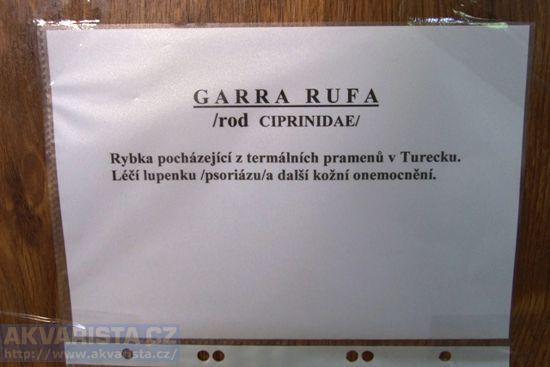 GARRA RUFA
/rod CIPRINIDAE/
Rybka pocházející z termálních pramenů v Turecku.
Léčí lupenku /psoriázu/a další kožní onemocnění.
AKVARISTA.CZ
http://www.akvarista.cz/